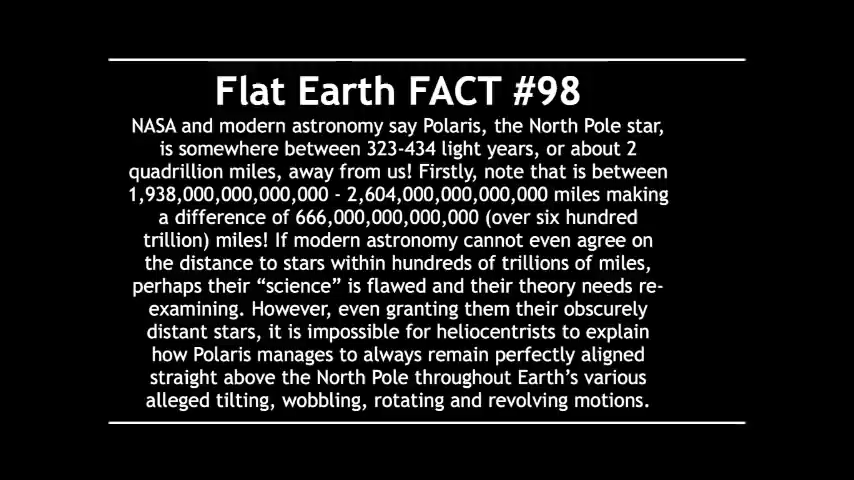 Flat Earth FACT #98
NASA and modern astronomy say Polaris, the North Pole star,
is somewhere between 323-434 light years, or about 2
quadrillion miles, away from us! Firstly, note that is between
1,938,000,000,000,000 - 2,604,000,000,000,000 miles making
a difference of 666,000,000,000,000 (over six hundred
trillion) miles! If modern astronomy cannot even agree on
the distance to stars within hundreds of trillions of miles,
perhaps their “science” is flawed and their theory needs re-
examining. However, even granting them their obscurely
distant stars, it is impossible for heliocentrists to explain
how Polaris manages to always remain perfectly aligned
straight above the North Pole throughout Earth’s various
alleged tilting, wobbling, rotating and revolving motions.